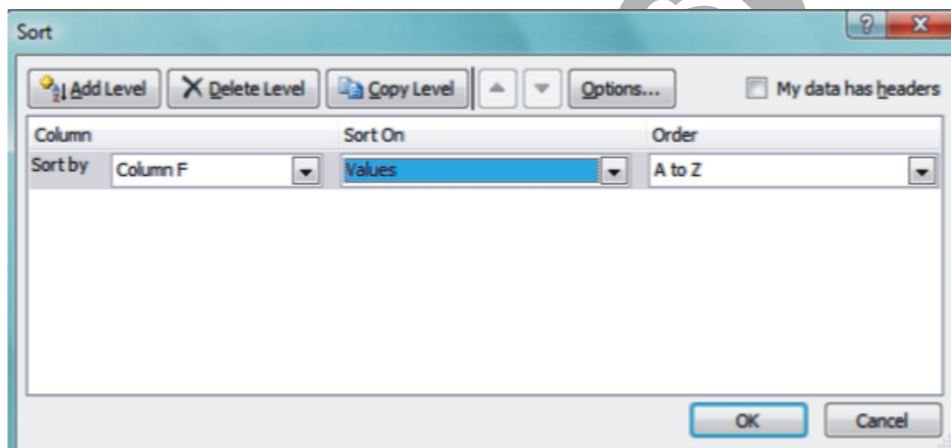 Sort
Add Level Delete Level Copy Level Options... My data has headers
Column Sort On Order
Sort by Column F Values A to Z
OK Cancel